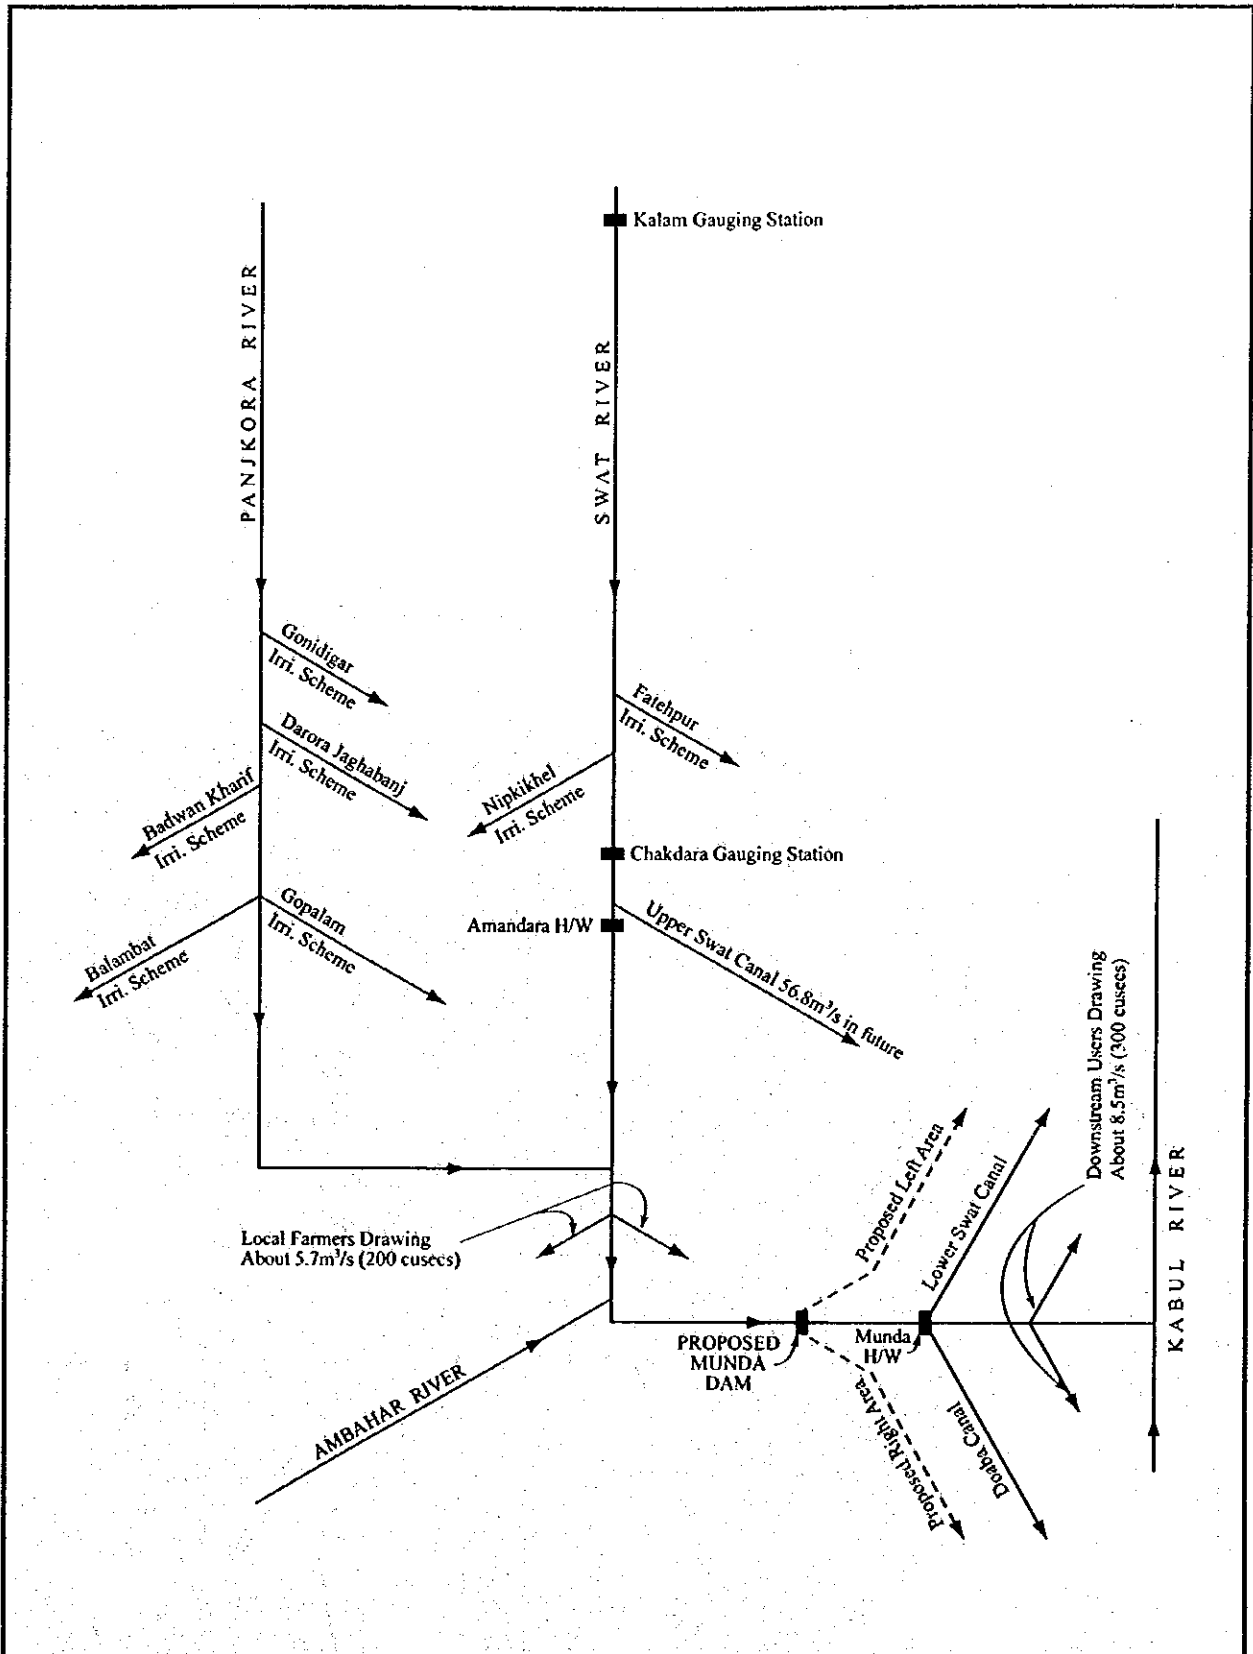 Kalam Gauging Station
PANJKORA RIVER
SWAT RIVER
Gonidigar
Irri. Scheme
Fatehpur
Irri. Scheme
Darora Jaghabanj
Irri. Scheme
Badwan Kharif
Irri. Scheme
Nipkikhel
Irri. Scheme
Chakdara Gauging Station
Gopalam
Irri. Scheme
Balambat
Irri. Scheme
Amandara H/W
Upper Swat Canal 56.8m³/s in future
Downstream Users Drawing
About 8.5m³/s (300 cusecs)
Proposed Left Area
Lower Swat Canal
KABUL RIVER
Local Farmers Drawing
About 5.7m³/s (200 cusecs)
PROPOSED
MUNDA
DAM
Munda
H/W
AMBAHAR RIVER
Proposed Right Area
Doaba Canal